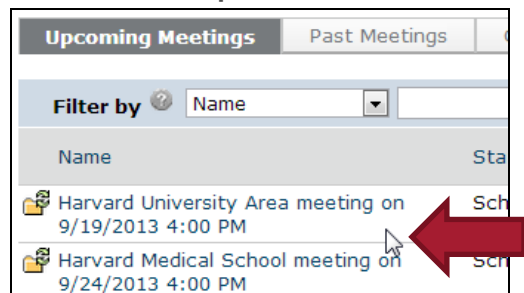 Upcoming Meetings Past Meetings
Filter by Name
Name
Harvard University Area meeting on
9/19/2013 4:00 PM
Harvard Medical School meeting on
9/24/2013 4:00 PM